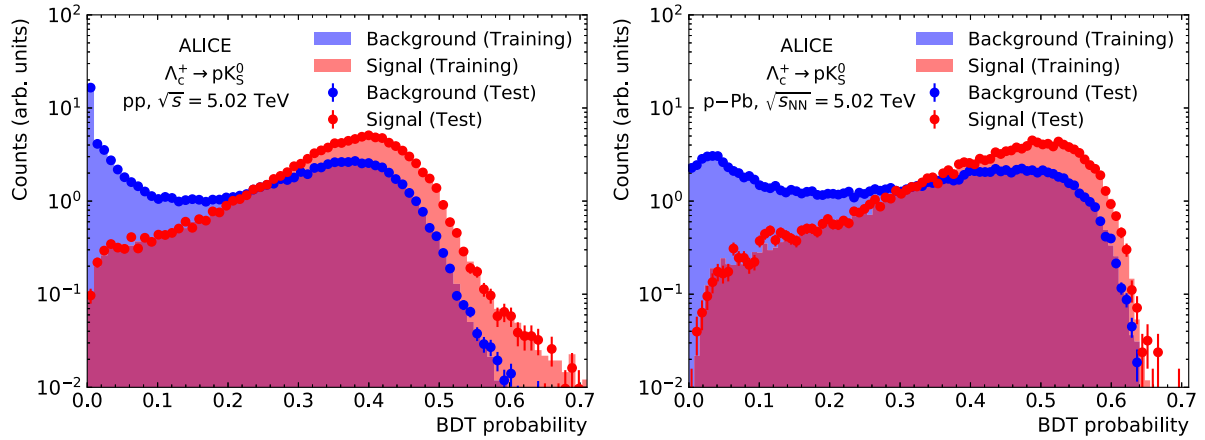 Counts (arb. units)
10²
10¹
10⁰
10⁻¹
10⁻²
ALICE
Λc⁺ → pK⁰S
pp, √s = 5.02 TeV
Background (Training)
Signal (Training)
Background (Test)
Signal (Test)
0.0 0.1 0.2 0.3 0.4 0.5 0.6 0.7
BDT probability
Counts (arb. units)
10²
10¹
10⁰
10⁻¹
10⁻²
ALICE
Λc⁺ → pK⁰S
p−Pb, √sNN = 5.02 TeV
Background (Training)
Signal (Training)
Background (Test)
Signal (Test)
0.0 0.1 0.2 0.3 0.4 0.5 0.6 0.7
BDT probability